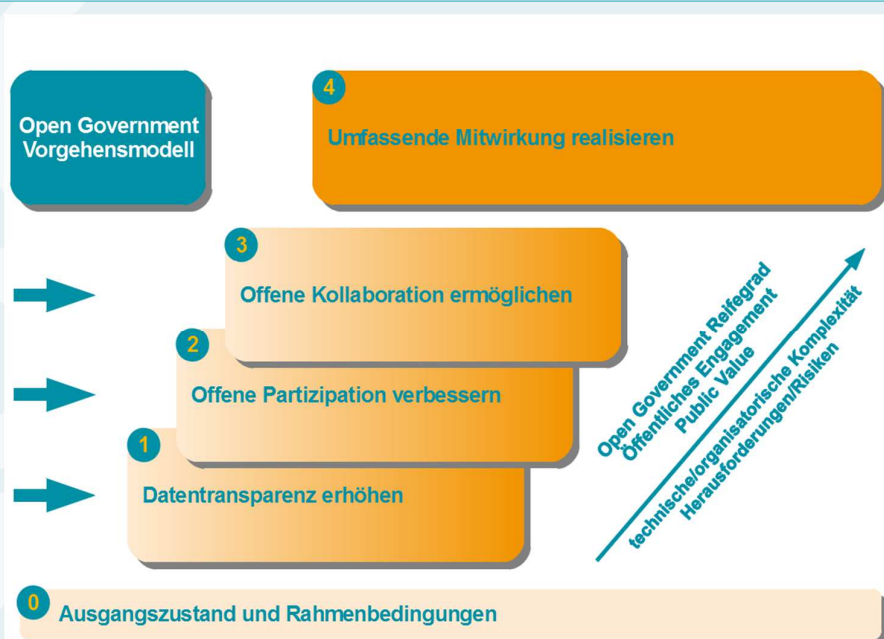 Open Government
Vorgehensmodell
4
Umfassende Mitwirkung realisieren
3
Offene Kollaboration ermöglichen
2
Offene Partizipation verbessern
1
Datentransparenz erhöhen
Open Government Reifegrad
Öffentliches Engagement
Public Value
technische/organisatorische Komplexität
Herausforderungen/Risiken
0
Ausgangszustand und Rahmenbedingungen